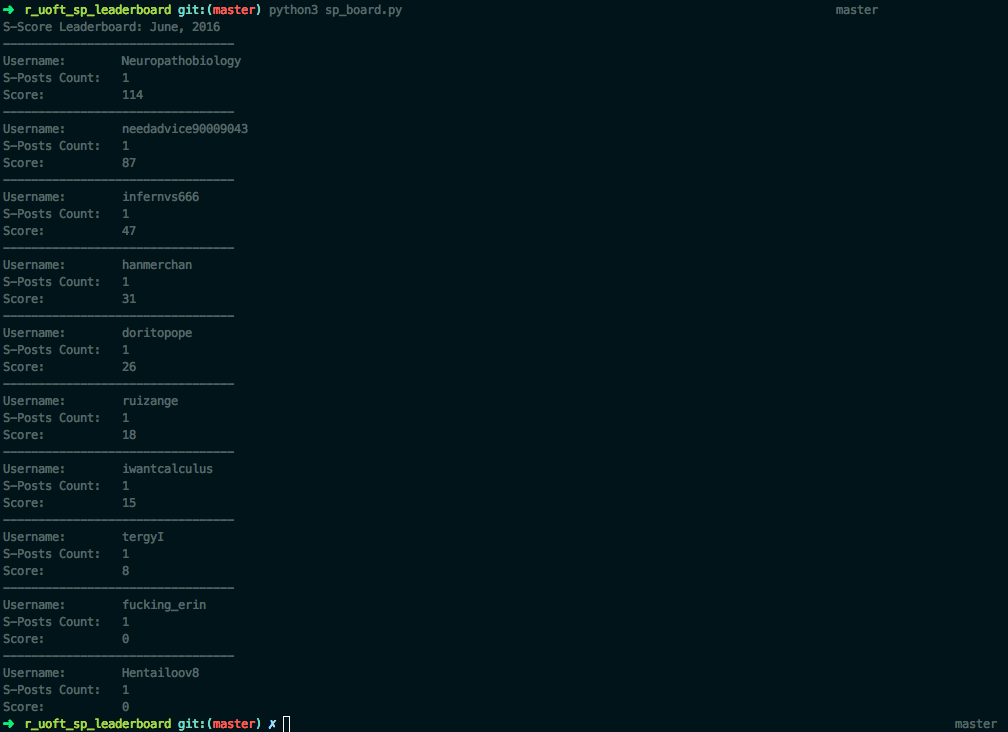 ➜ r_uoft_sp_leaderboard git:(master) python3 sp_board.py master
S-Score Leaderboard: June, 2016
---------------------------------
Username: Neuropathobiology
S-Posts Count: 1
Score: 114
---------------------------------
Username: needadvice90009043
S-Posts Count: 1
Score: 87
---------------------------------
Username: infernvs666
S-Posts Count: 1
Score: 47
---------------------------------
Username: hanmerchan
S-Posts Count: 1
Score: 31
---------------------------------
Username: doritopope
S-Posts Count: 1
Score: 26
---------------------------------
Username: ruizange
S-Posts Count: 1
Score: 18
---------------------------------
Username: iwantcalculus
S-Posts Count: 1
Score: 15
---------------------------------
Username: tergyI
S-Posts Count: 1
Score: 8
---------------------------------
Username: fucking_erin
S-Posts Count: 1
Score: 0
---------------------------------
Username: Hentailoov8
S-Posts Count: 1
Score: 0
➜ r_uoft_sp_leaderboard git:(master) ✗ master